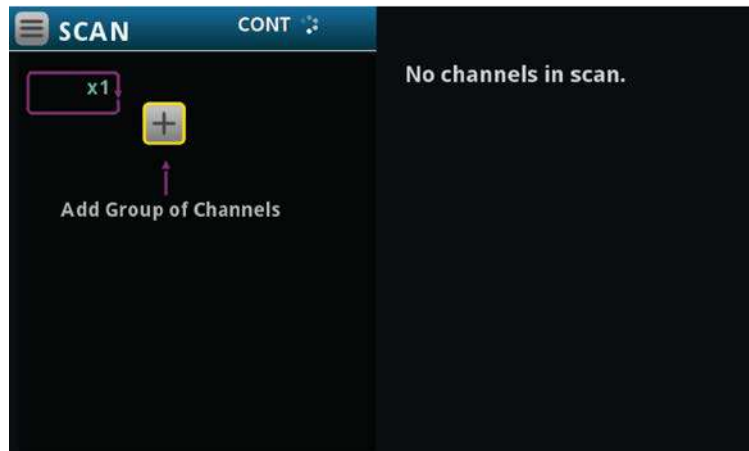 SCAN
CONT
x1
Add Group of Channels
No channels in scan.